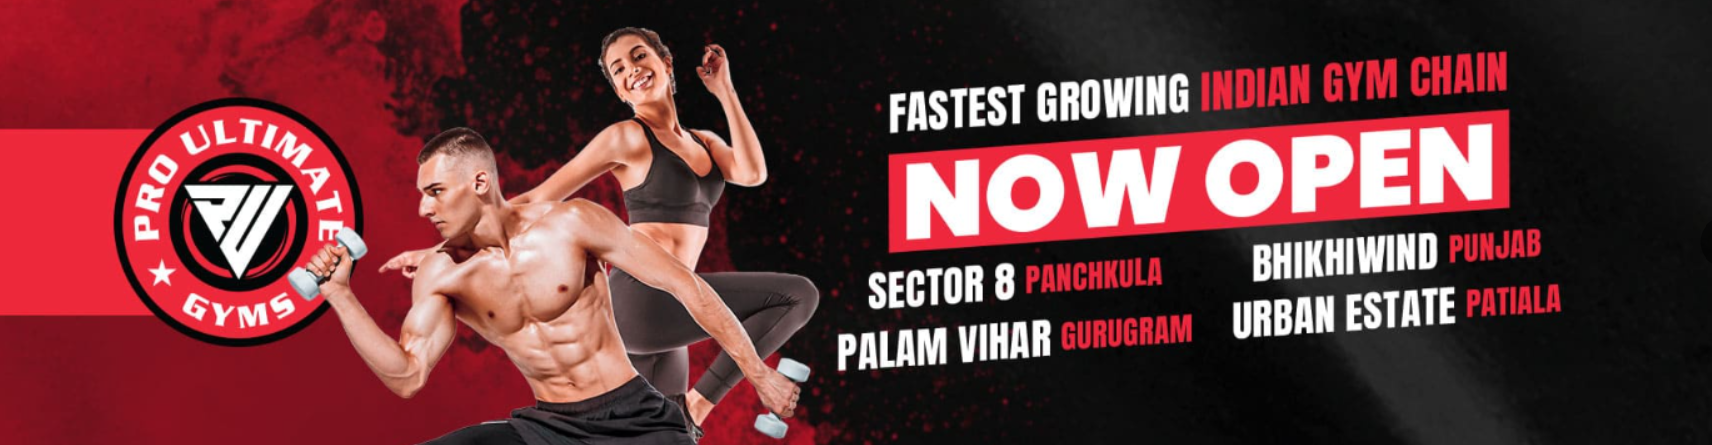 PRO ULTIMATE
GYMS
FASTEST GROWING INDIAN GYM CHAIN
NOW OPEN
SECTOR 8 PANCHKULA
BHIKHIWIND PUNJAB
PALAM VIHAR GURUGRAM
URBAN ESTATE PATIALA